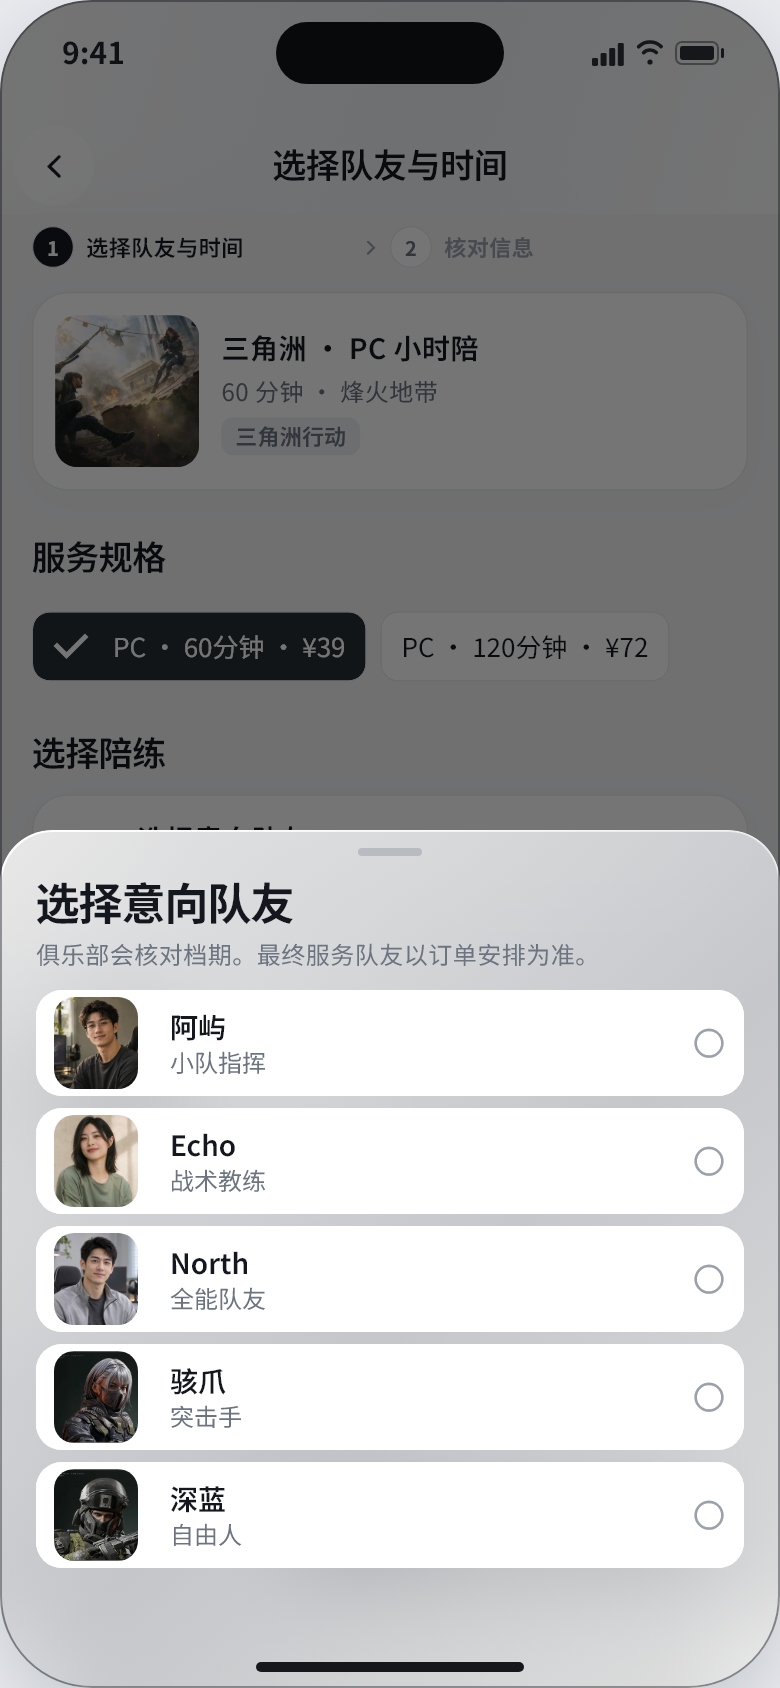 9:41
选择队友与时间
1 选择队友与时间 > 2 核对信息
三角洲 · PC 小时陪
60 分钟 · 烽火地带
三角洲行动
服务规格
PC · 60分钟 · ¥39 PC · 120分钟 · ¥72
选择陪练
选择意向队友
选择意向队友
俱乐部会核对档期。最终服务队友以订单安排为准。
阿屿
小队指挥
Echo
战术教练
North
全能队友
骇爪
突击手
深蓝
自由人